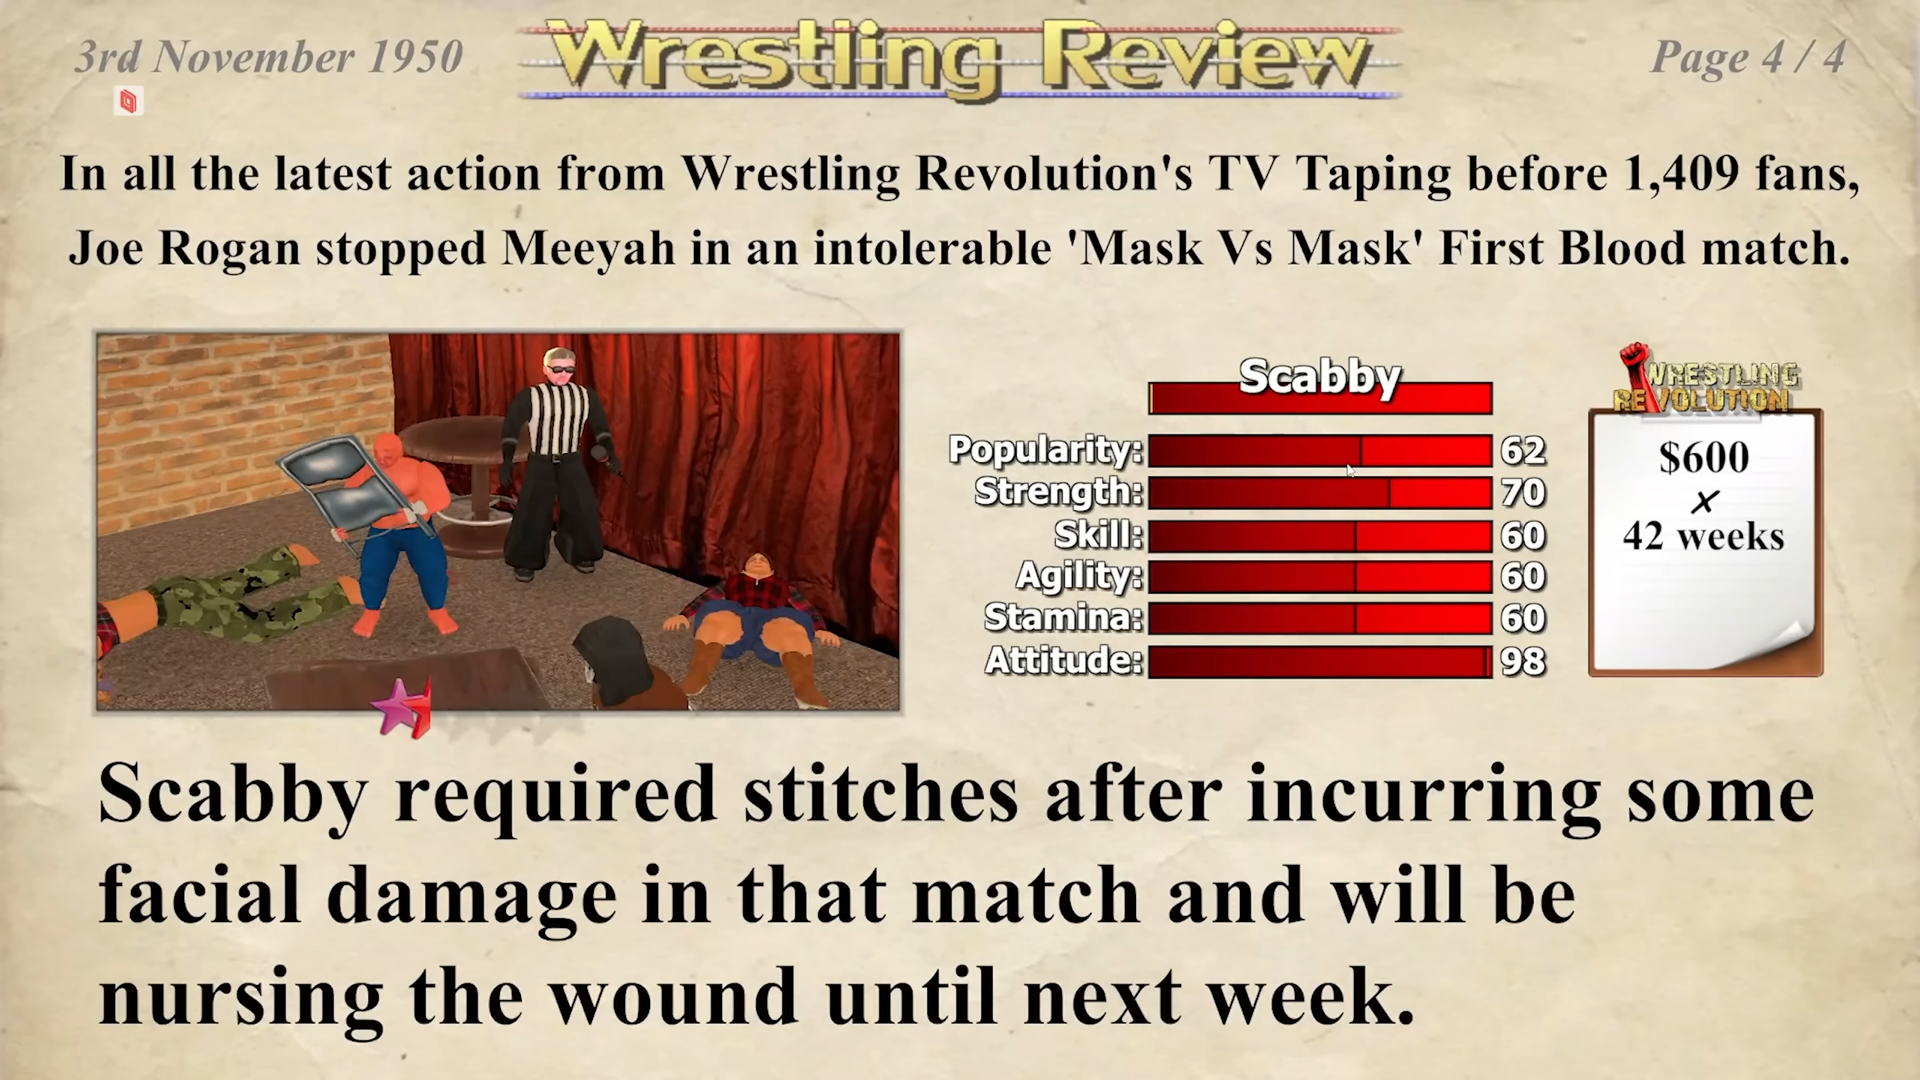 3rd November 1950
Wrestling Review
Page 4 / 4
In all the latest action from Wrestling Revolution's TV Taping before 1,409 fans,
Joe Rogan stopped Meeyah in an intolerable 'Mask Vs Mask' First Blood match.
Scabby
Popularity: 62
Strength: 70
Skill: 60
Agility: 60
Stamina: 60
Attitude: 98
WRESTLING
REVOLUTION
$600
x
42 weeks
Scabby required stitches after incurring some
facial damage in that match and will be
nursing the wound until next week.